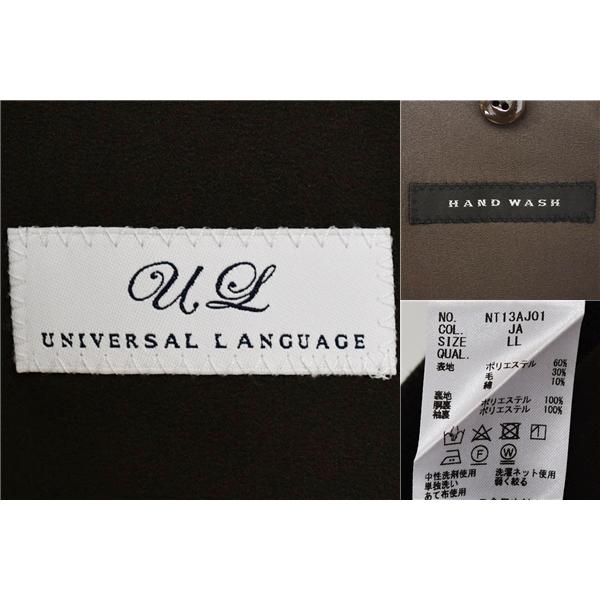 UL
UNIVERSAL LANGUAGE
HAND WASH
NO. NT13AJ01
COL. JA
SIZE LL
QUAL.
表地 ポリエステル 60%
毛 30%
綿 10%
裏地
胴裏 ポリエステル 100%
袖裏 ポリエステル 100%
F W
中性洗剤使用 洗濯ネット使用
単独洗い 弱く絞る
あて布使用